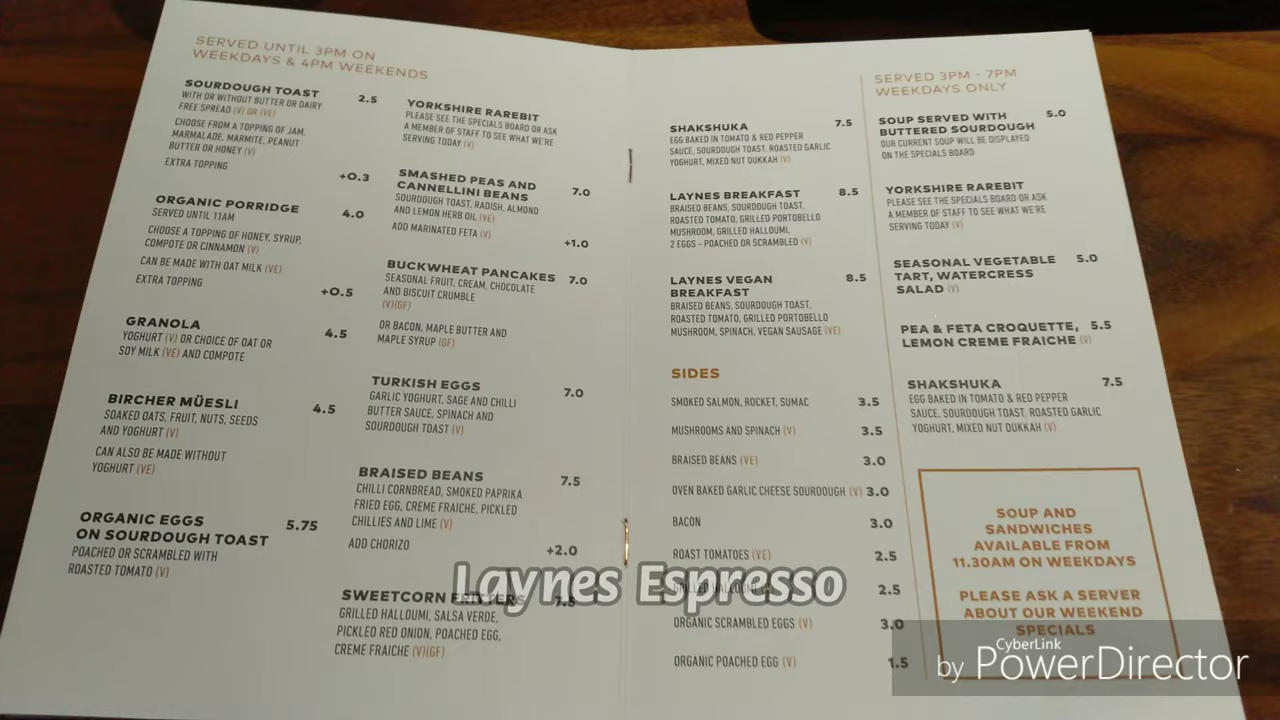 SERVED UNTIL 3PM ON
WEEKDAYS & 4PM WEEKENDS
SOURDOUGH TOAST 2.5
WITH OR WITHOUT BUTTER OR DAIRY
FREE SPREAD (V) OR (VE)
CHOOSE FROM A TOPPING OF JAM,
MARMALADE, MARMITE, PEANUT
BUTTER OR HONEY (V)
EXTRA TOPPING
+0.3
ORGANIC PORRIDGE 4.0
SERVED UNTIL 11AM
CHOOSE A TOPPING OF HONEY, SYRUP,
COMPOTE OR CINNAMON (V)
CAN BE MADE WITH OAT MILK (VE)
EXTRA TOPPING
+0.5
GRANOLA 4.5
YOGHURT (V) OR CHOICE OF OAT OR
SOY MILK (VE) AND COMPOTE
BIRCHER MÜESLI 4.5
SOAKED OATS, FRUIT, NUTS, SEEDS
AND YOGHURT (V)
CAN ALSO BE MADE WITHOUT
YOGHURT (VE)
ORGANIC EGGS 5.75
ON SOURDOUGH TOAST
POACHED OR SCRAMBLED WITH
ROASTED TOMATO (V)
YORKSHIRE RAREBIT
PLEASE SEE THE SPECIALS BOARD OR ASK
A MEMBER OF STAFF TO SEE WHAT WE'RE
SERVING TODAY (V)
SMASHED PEAS AND 7.0
CANNELLINI BEANS
SOURDOUGH TOAST, RADISH, ALMOND
AND LEMON HERB OIL (VE)
ADD MARINATED FETA (V)
+1.0
BUCKWHEAT PANCAKES 7.0
SEASONAL FRUIT, CREAM, CHOCOLATE
AND BISCUIT CRUMBLE
(V)(GF)
OR BACON, MAPLE BUTTER AND
MAPLE SYRUP (GF)
TURKISH EGGS 7.0
GARLIC YOGHURT, SAGE AND CHILLI
BUTTER SAUCE, SPINACH AND
SOURDOUGH TOAST (V)
BRAISED BEANS 7.5
CHILLI CORNBREAD, SMOKED PAPRIKA
FRIED EGG, CREME FRAICHE, PICKLED
CHILLIES AND LIME (V)
ADD CHORIZO +2.0
SWEETCORN FRITTERS 7.5
GRILLED HALLOUMI, SALSA VERDE,
PICKLED RED ONION, POACHED EGG,
CREME FRAICHE (V)(GF)
SHAKSHUKA 7.5
EGG BAKED IN TOMATO & RED PEPPER
SAUCE, SOURDOUGH TOAST, ROASTED GARLIC
YOGHURT, MIXED NUT DUKKAH (V)
LAYNES BREAKFAST 8.5
BRAISED BEANS, SOURDOUGH TOAST,
ROASTED TOMATO, GRILLED PORTOBELLO
MUSHROOM, GRILLED HALLOUMI,
2 EGGS - POACHED OR SCRAMBLED (V)
LAYNES VEGAN 8.5
BREAKFAST
BRAISED BEANS, SOURDOUGH TOAST,
ROASTED TOMATO, GRILLED PORTOBELLO
MUSHROOM, SPINACH, VEGAN SAUSAGE (VE)
SIDES
SMOKED SALMON, ROCKET, SUMAC 3.5
MUSHROOMS AND SPINACH (V) 3.5
BRAISED BEANS (VE) 3.0
OVEN BAKED GARLIC CHEESE SOURDOUGH (V) 3.0
BACON 3.0
ROAST TOMATOES (VE) 2.5
GRILLED HALLOUMI (V) 2.5
ORGANIC SCRAMBLED EGGS (V) 3.0
ORGANIC POACHED EGG (V) 1.5
SERVED 3PM - 7PM
WEEKDAYS ONLY
SOUP SERVED WITH 5.0
BUTTERED SOURDOUGH
OUR CURRENT SOUP WILL BE DISPLAYED
ON THE SPECIALS BOARD
YORKSHIRE RAREBIT
PLEASE SEE THE SPECIALS BOARD OR ASK
A MEMBER OF STAFF TO SEE WHAT WE'RE
SERVING TODAY (V)
SEASONAL VEGETABLE 5.0
TART, WATERCRESS
SALAD (V)
PEA & FETA CROQUETTE, 5.5
LEMON CREME FRAICHE (V)
SHAKSHUKA 7.5
EGG BAKED IN TOMATO & RED PEPPER
SAUCE, SOURDOUGH TOAST, ROASTED GARLIC
YOGHURT, MIXED NUT DUKKAH (V)
SOUP AND
SANDWICHES
AVAILABLE FROM
11.30AM ON WEEKDAYS
PLEASE ASK A SERVER
ABOUT OUR WEEKEND
SPECIALS
Laynes Espresso
by CyberLink PowerDirector